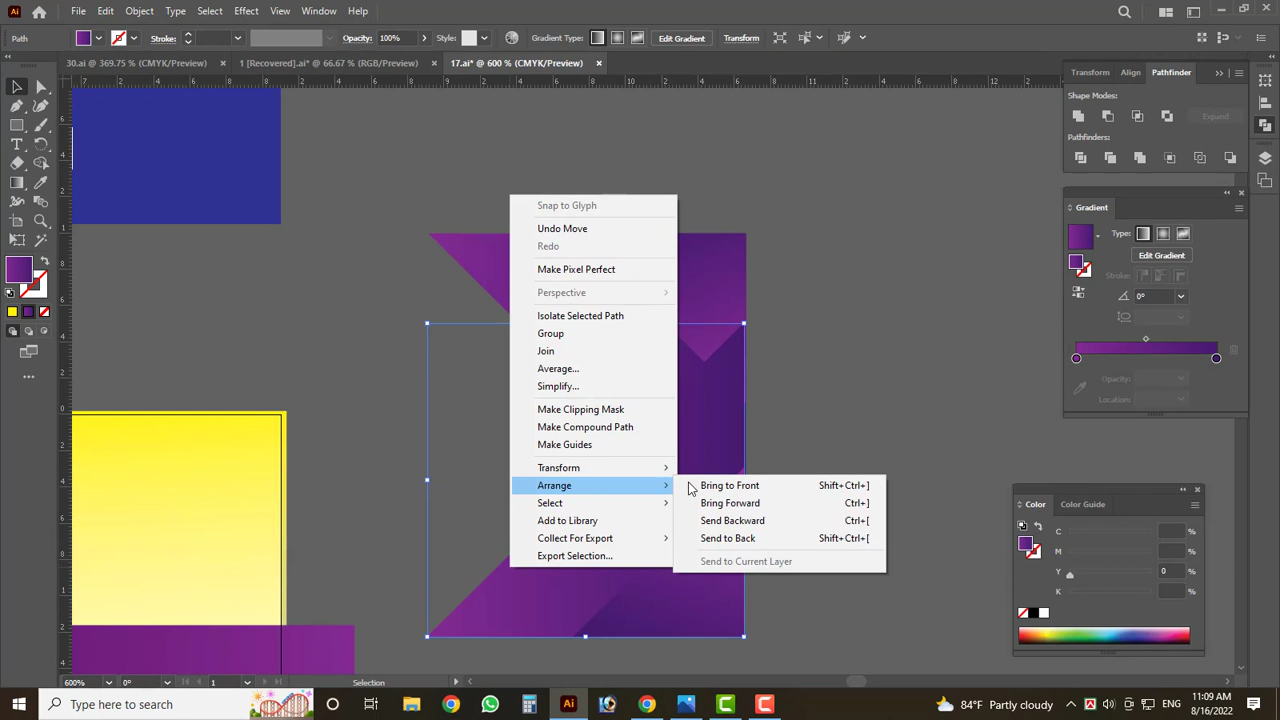 Ai File Edit Object Type Select Effect View Window Help
Path Stroke: Opacity: 100% Style: Gradient Type: Edit Gradient Transform
30.ai @ 369.75 % (CMYK/Preview) × 1 [Recovered].ai* @ 66.67 % (RGB/Preview) × 17.ai* @ 600 % (CMYK/Preview) ×
Transform Align Pathfinder
Shape Modes:
Expand
Pathfinders:
Gradient
Type:
Edit Gradient
Stroke:
0°
Opacity:
Location:
Snap to Glyph
Undo Move
Redo
Make Pixel Perfect
Perspective
Isolate Selected Path
Group
Join
Average...
Simplify...
Make Clipping Mask
Make Compound Path
Make Guides
Transform
Arrange
Select
Add to Library
Collect For Export
Export Selection...
Bring to Front Shift+Ctrl+]
Bring Forward Ctrl+]
Send Backward Ctrl+[
Send to Back Shift+Ctrl+[
Send to Current Layer
Color Color Guide
C %
M %
Y 0 %
K %
600% 0° 1 Selection
Type here to search
Ai
84°F Partly cloudy
11:09 AM
8/16/2022